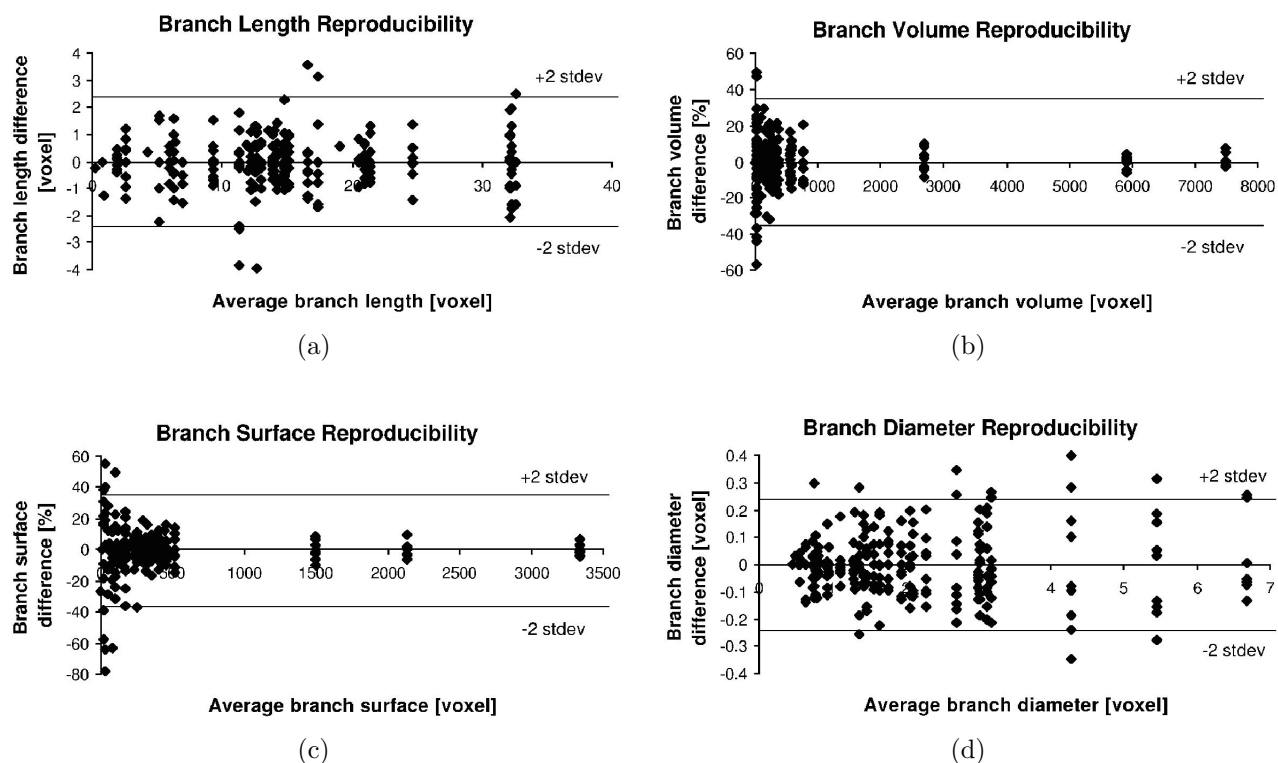 Branch Length Reproducibility
4
3
2
1
0
-1
-2
-3
-4
0
10
20
30
40
+2 stdev
-2 stdev
Branch length difference
[voxel]
Average branch length [voxel]
(a)
Branch Volume Reproducibility
60
40
20
0
-20
-40
-60
000
2000
3000
4000
5000
6000
7000
8000
+2 stdev
-2 stdev
Branch volume
difference [%]
Average branch volume [voxel]
(b)
Branch Surface Reproducibility
60
40
20
0
-20
-40
-60
-80
1000
1500
2000
2500
3000
3500
+2 stdev
-2 stdev
Branch surface
difference [%]
Average branch surface [voxel]
(c)
Branch Diameter Reproducibility
0.4
0.3
0.2
0.1
0
-0.1
-0.2
-0.3
-0.4
0
2
4
5
6
7
+2 stdev
-2 stdev
Branch diameter
difference [voxel]
Average branch diameter [voxel]
(d)